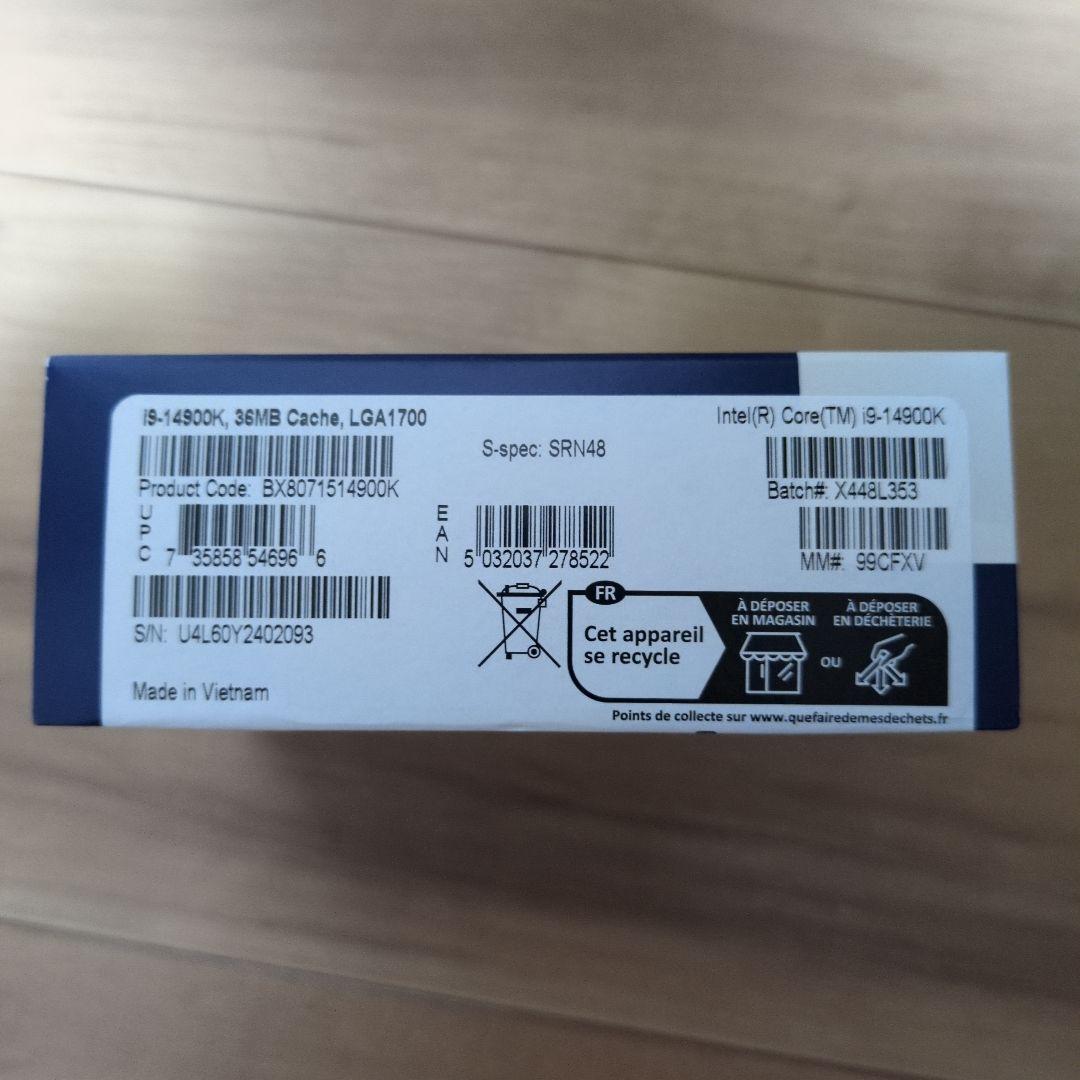 i9-14900K, 36MB Cache, LGA1700
Intel(R) Core(TM) i9-14900K
S-spec: SRN48
Product Code: BX8071514900K
Batch#: X448L353
UPC 7 35858 54696 6
EAN 5 032037 278522
MM#: 99CFXV
S/N: U4L60Y2402093
Made in Vietnam
FR
Cet appareil
se recycle
À DÉPOSER
EN MAGASIN
OU
À DÉPOSER
EN DÉCHÈTERIE
Points de collecte sur www.quefairedemesdechets.fr